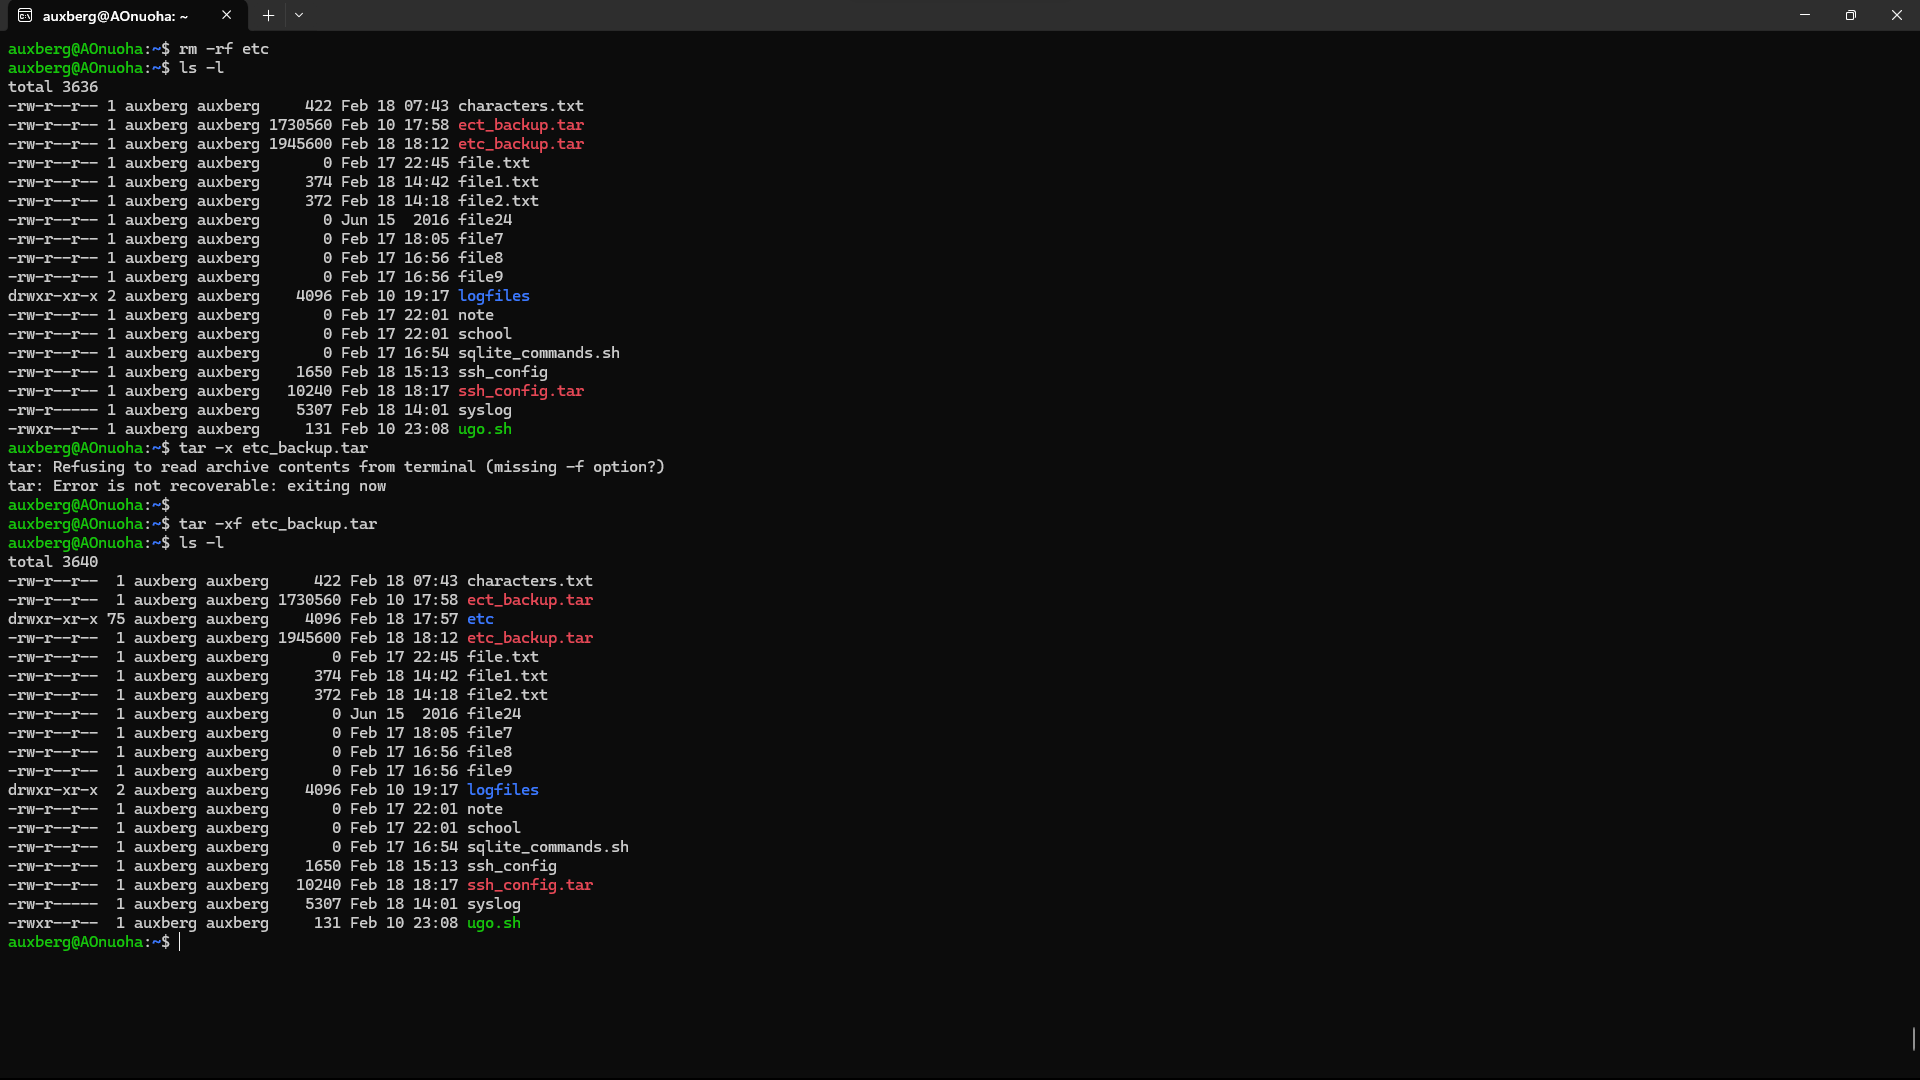 auxberg@AOnuoha: ~
auxberg@AOnuoha:~$ rm -rf etc
auxberg@AOnuoha:~$ ls -l
total 3636
-rw-r--r-- 1 auxberg auxberg     422 Feb 18 07:43 characters.txt
-rw-r--r-- 1 auxberg auxberg 1730560 Feb 10 17:58 ect_backup.tar
-rw-r--r-- 1 auxberg auxberg 1945600 Feb 18 18:12 etc_backup.tar
-rw-r--r-- 1 auxberg auxberg       0 Feb 17 22:45 file.txt
-rw-r--r-- 1 auxberg auxberg     374 Feb 18 14:42 file1.txt
-rw-r--r-- 1 auxberg auxberg     372 Feb 18 14:18 file2.txt
-rw-r--r-- 1 auxberg auxberg       0 Jun 15  2016 file24
-rw-r--r-- 1 auxberg auxberg       0 Feb 17 18:05 file7
-rw-r--r-- 1 auxberg auxberg       0 Feb 17 16:56 file8
-rw-r--r-- 1 auxberg auxberg       0 Feb 17 16:56 file9
drwxr-xr-x 2 auxberg auxberg    4096 Feb 10 19:17 logfiles
-rw-r--r-- 1 auxberg auxberg       0 Feb 17 22:01 note
-rw-r--r-- 1 auxberg auxberg       0 Feb 17 22:01 school
-rw-r--r-- 1 auxberg auxberg       0 Feb 17 16:54 sqlite_commands.sh
-rw-r--r-- 1 auxberg auxberg    1650 Feb 18 15:13 ssh_config
-rw-r--r-- 1 auxberg auxberg   10240 Feb 18 18:17 ssh_config.tar
-rw-r----- 1 auxberg auxberg    5307 Feb 18 14:01 syslog
-rwxr--r-- 1 auxberg auxberg     131 Feb 10 23:08 ugo.sh
auxberg@AOnuoha:~$ tar -x etc_backup.tar
tar: Refusing to read archive contents from terminal (missing -f option?)
tar: Error is not recoverable: exiting now
auxberg@AOnuoha:~$
auxberg@AOnuoha:~$ tar -xf etc_backup.tar
auxberg@AOnuoha:~$ ls -l
total 3640
-rw-r--r--  1 auxberg auxberg     422 Feb 18 07:43 characters.txt
-rw-r--r--  1 auxberg auxberg 1730560 Feb 10 17:58 ect_backup.tar
drwxr-xr-x 75 auxberg auxberg    4096 Feb 18 17:57 etc
-rw-r--r--  1 auxberg auxberg 1945600 Feb 18 18:12 etc_backup.tar
-rw-r--r--  1 auxberg auxberg       0 Feb 17 22:45 file.txt
-rw-r--r--  1 auxberg auxberg     374 Feb 18 14:42 file1.txt
-rw-r--r--  1 auxberg auxberg     372 Feb 18 14:18 file2.txt
-rw-r--r--  1 auxberg auxberg       0 Jun 15  2016 file24
-rw-r--r--  1 auxberg auxberg       0 Feb 17 18:05 file7
-rw-r--r--  1 auxberg auxberg       0 Feb 17 16:56 file8
-rw-r--r--  1 auxberg auxberg       0 Feb 17 16:56 file9
drwxr-xr-x  2 auxberg auxberg    4096 Feb 10 19:17 logfiles
-rw-r--r--  1 auxberg auxberg       0 Feb 17 22:01 note
-rw-r--r--  1 auxberg auxberg       0 Feb 17 22:01 school
-rw-r--r--  1 auxberg auxberg       0 Feb 17 16:54 sqlite_commands.sh
-rw-r--r--  1 auxberg auxberg    1650 Feb 18 15:13 ssh_config
-rw-r--r--  1 auxberg auxberg   10240 Feb 18 18:17 ssh_config.tar
-rw-r-----  1 auxberg auxberg    5307 Feb 18 14:01 syslog
-rwxr--r--  1 auxberg auxberg     131 Feb 10 23:08 ugo.sh
auxberg@AOnuoha:~$